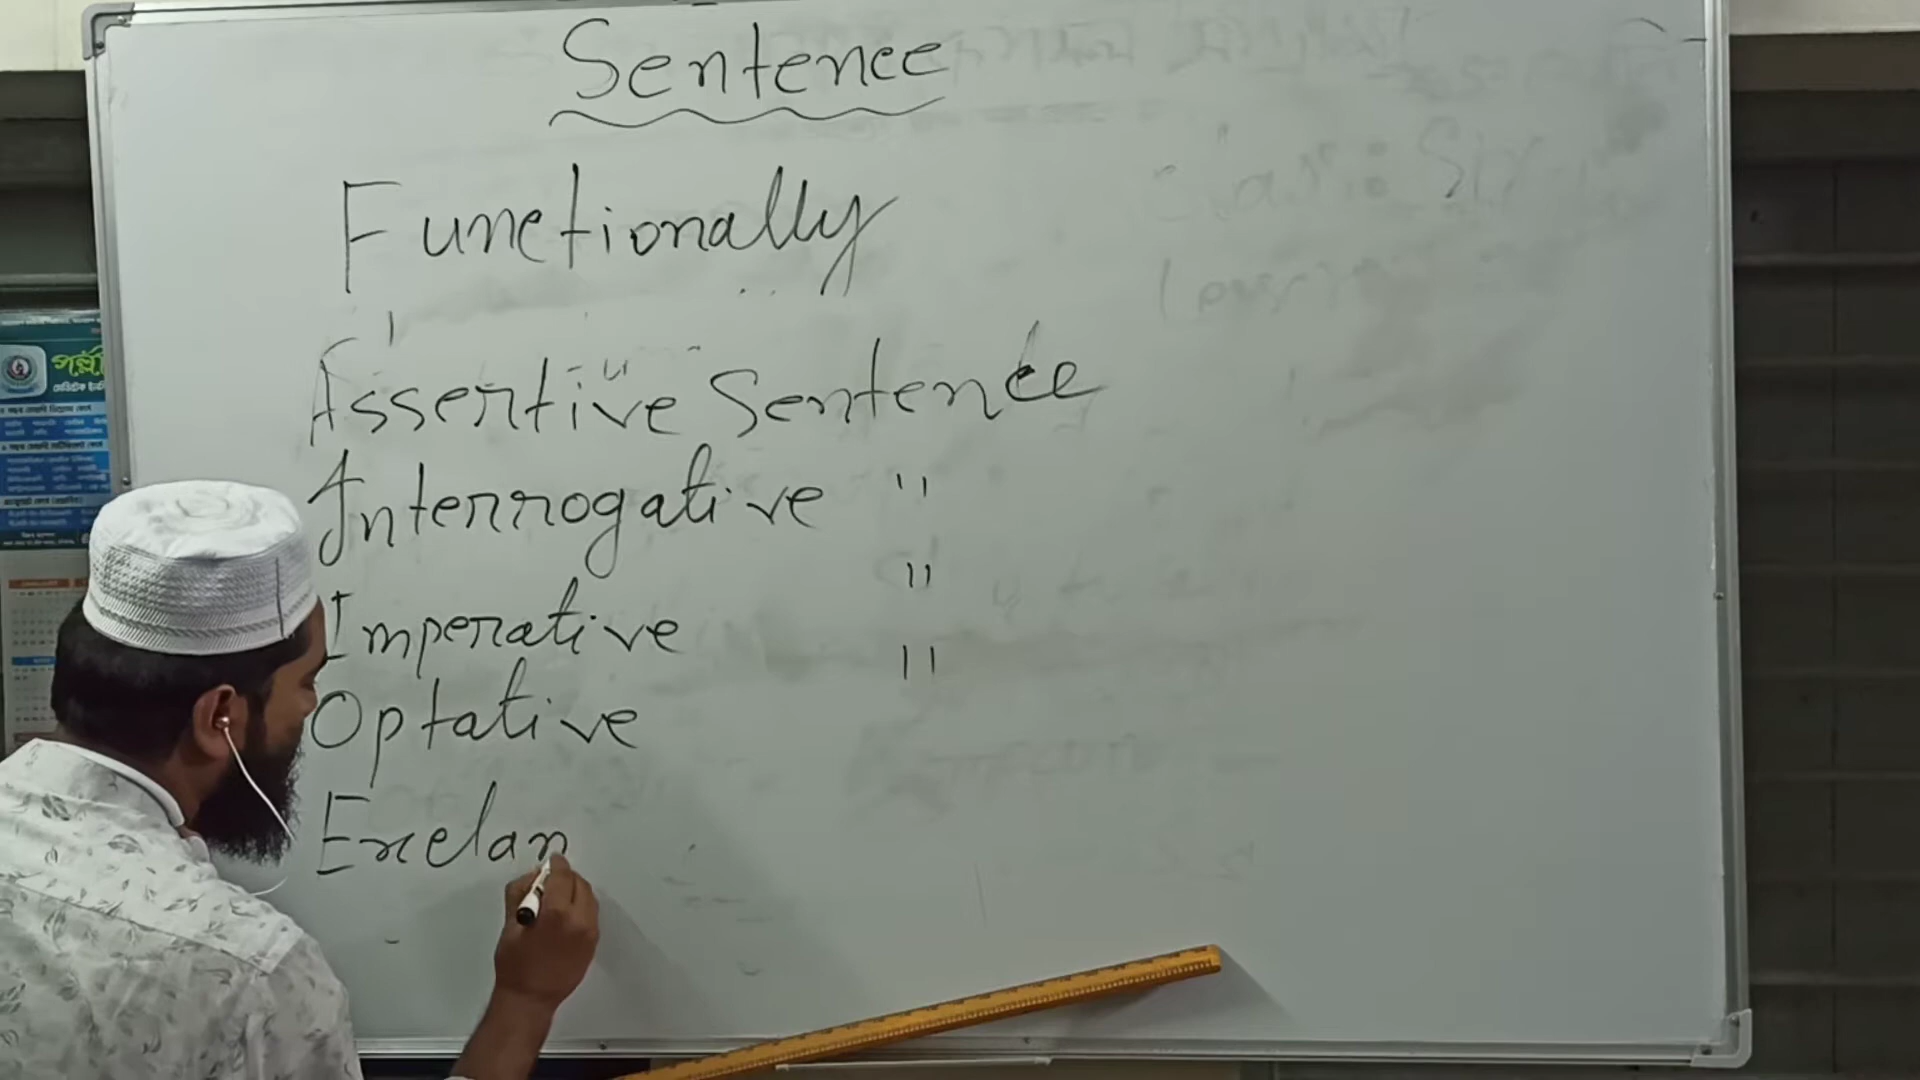 Sentence
Functionally
Assertive Sentence
Interrogative "
Imperative "
Optative "
Exclam